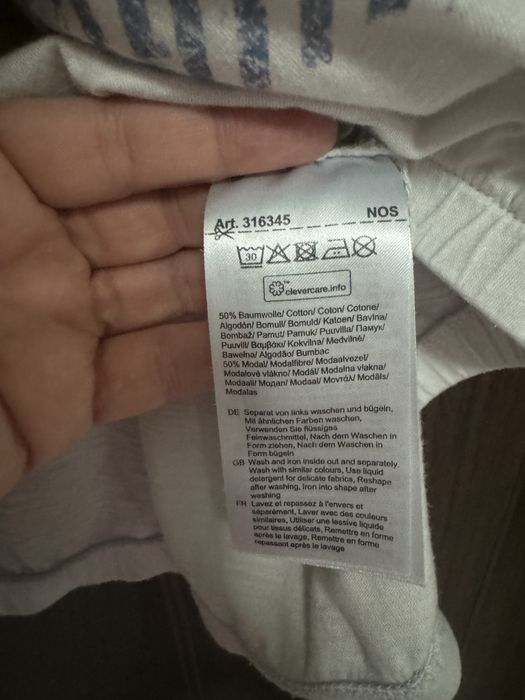 Art. 316345 NOS
30
clevercare.info
50% Baumwolle/ Cotton/ Coton/ Cotone/
Algodón/ Bomull/ Bomuld/ Katoen/ Bavlna/
Bombaž/ Pamut/ Pamuk/ Puuvilla/ Памук/
Puuvill/ Βαμβάκι/ Kokvilna/ Medvilnė/
Bawełna/ Algodão/ Bumbac
50% Modal/ Modalfibre/ Modaalvezel/
Modalové vlákno/ Modál/ Modalna vlakna/
Modaali/ Модал/ Modaal/ Μοντάλ/ Modāls/
Modalas
DE Separat von links waschen und bügeln,
Mit ähnlichen Farben waschen,
Verwenden Sie flüssiges
Feinwaschmittel, Nach dem Waschen in
Form ziehen, Nach dem Waschen in
Form bügeln
GB Wash and iron inside out and separately.
Wash with similar colours, Use liquid
detergent for delicate fabrics, Reshape
after washing, Iron into shape after
washing
FR Lavez et repassez à l'envers et
séparément, Laver avec des couleurs
similaires, Utiliser une lessive liquide
pour tissus délicats, Remettre en forme
après le lavage, Remettre en forme
repassant après le lavage